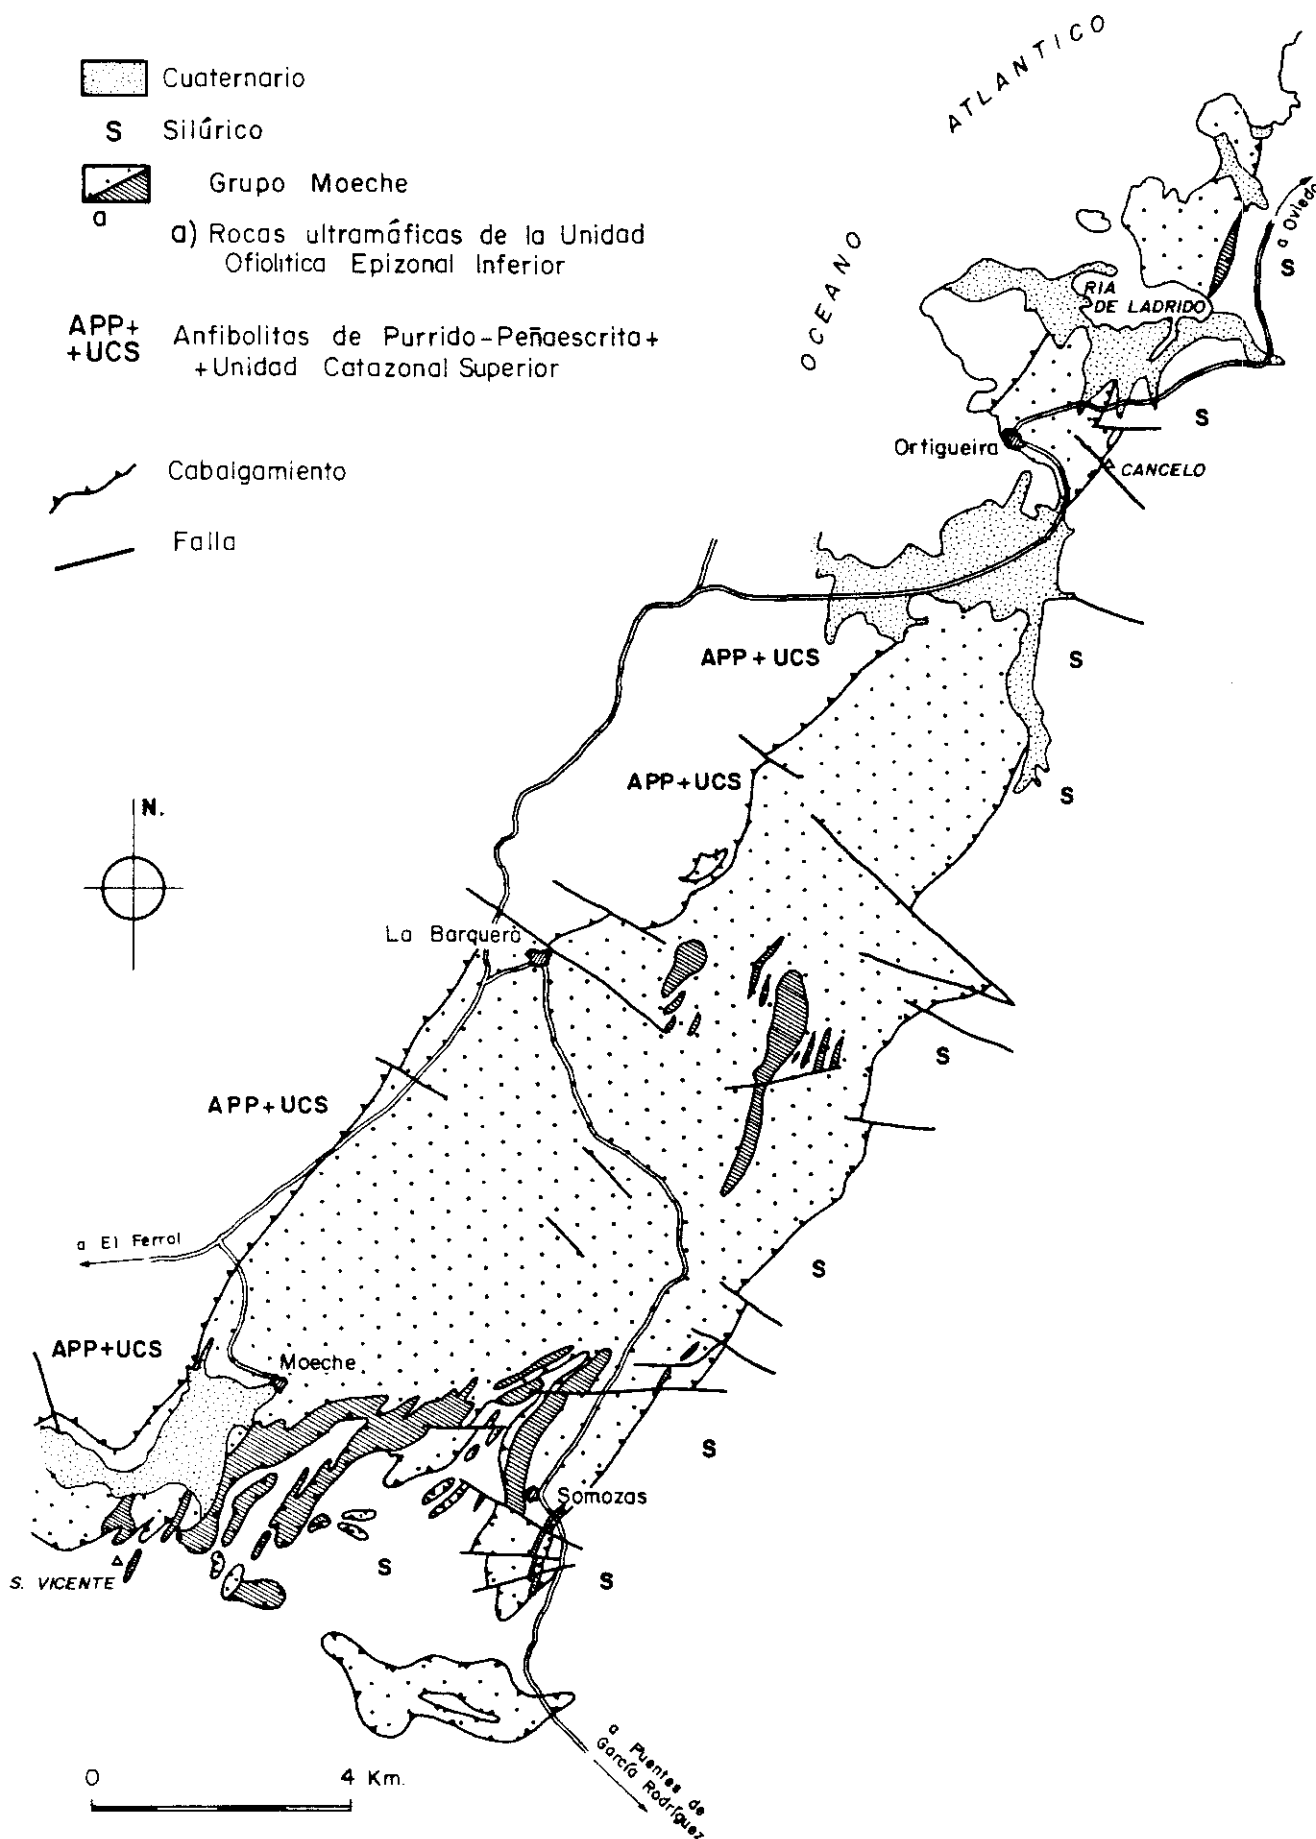 Cuaternario
S Silúrico
Grupo Moeche
a
a) Rocas ultramáficas de la Unidad
Ofiolitica Epizonal Inferior
APP+
+UCS
Anfibolitas de Purrido-Peñaescrita+
+Unidad Catazonal Superior
Cabalgamiento
Falla
ATLANTICO
OCEANO
a Oviedo
S
RIA
DE LADRIDO
S
Ortigueira
CANCELO
APP+UCS
S
APP+UCS
S
N.
La Barquera
S
APP+UCS
a El Ferrol
S
APP+UCS
Moeche
S
Somozas
S
S. VICENTE
S
a Puentes de
García Rodríguez
0 4 Km.